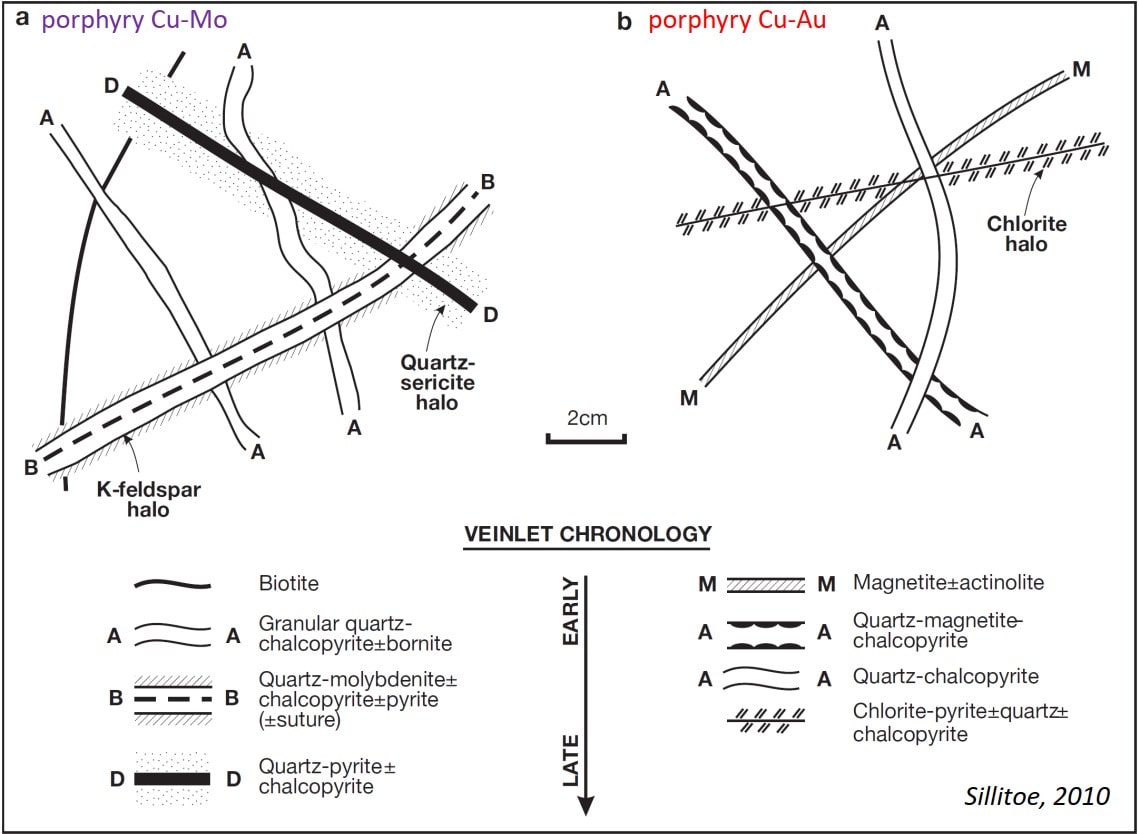 a porphyry Cu-Mo
A
D
A
B
D
Quartz-
sericite
halo
A
A
B
K-feldspar
halo
b porphyry Cu-Au
A
M
A
Chlorite
halo
M
A
A
2cm
VEINLET CHRONOLOGY
EARLY
LATE
Biotite
A A Granular quartz-
chalcopyrite±bornite
B B Quartz-molybdenite±
chalcopyrite±pyrite
(±suture)
D D Quartz-pyrite±
chalcopyrite
M M Magnetite±actinolite
A A Quartz-magnetite-
chalcopyrite
A A Quartz-chalcopyrite
Chlorite-pyrite±quartz±
chalcopyrite
Sillitoe, 2010